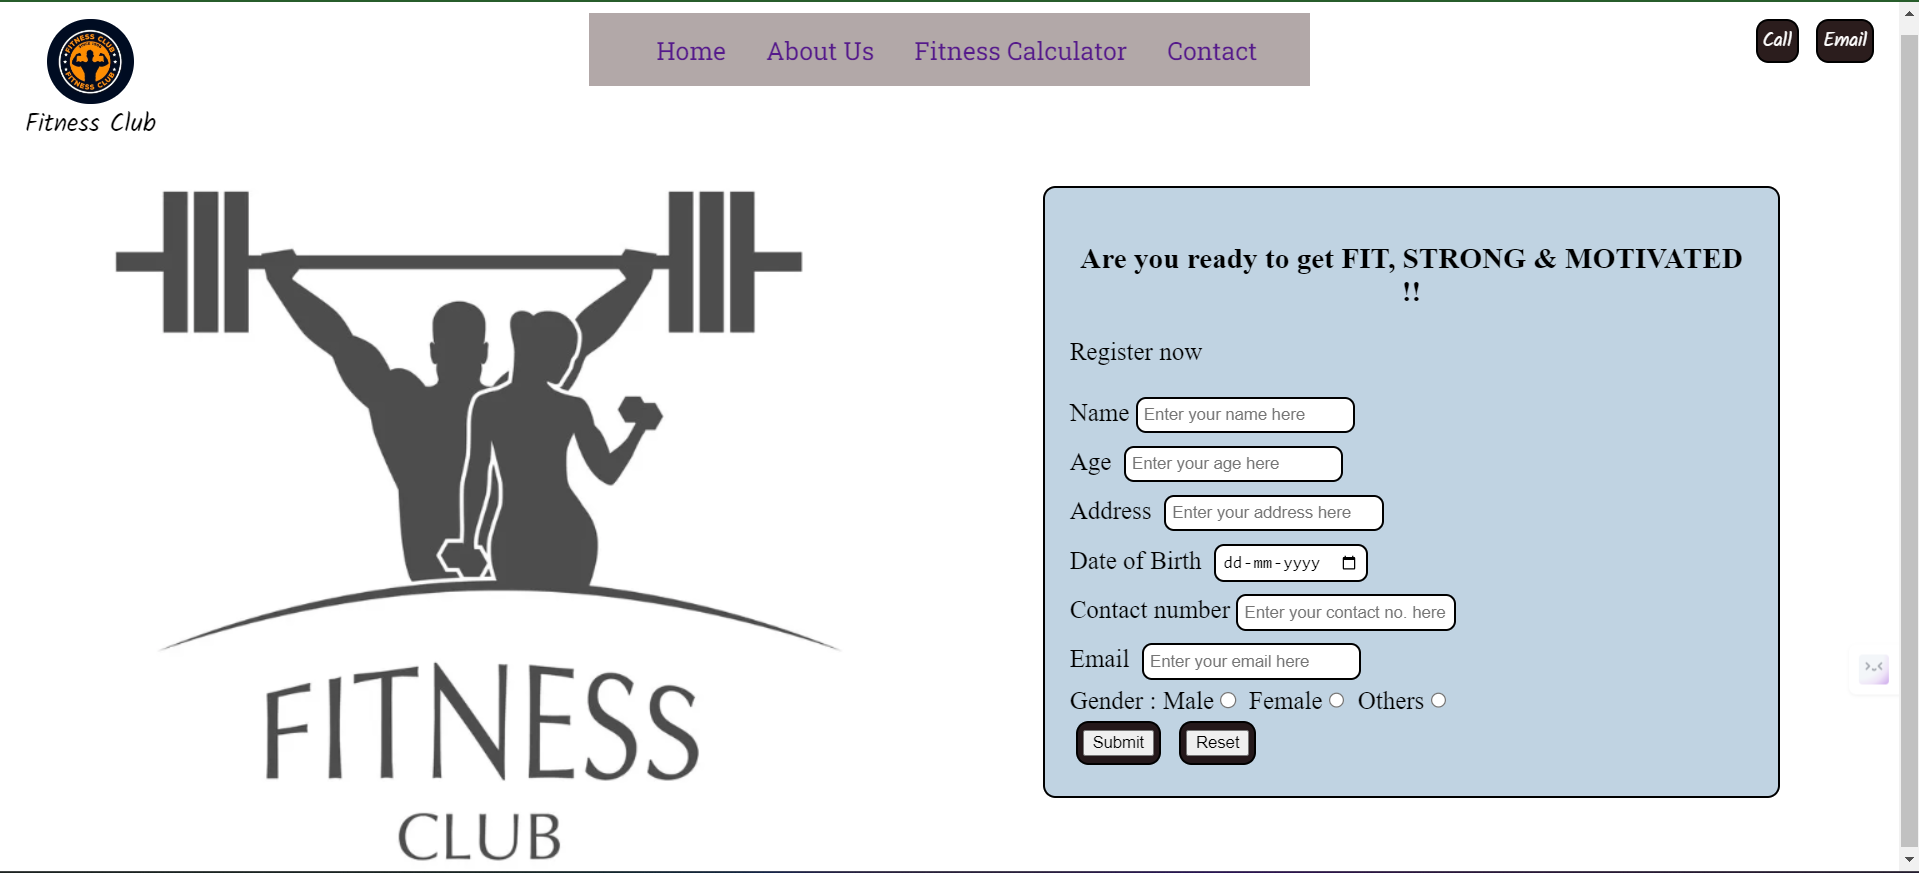 FITNESS CLUB
FITNESS CLUB
Fitness Club
Home About Us Fitness Calculator Contact
Call Email
FITNESS
CLUB
Are you ready to get FIT, STRONG & MOTIVATED
!!
Register now
Name Enter your name here
Age Enter your age here
Address Enter your address here
Date of Birth dd-mm-yyyy
Contact number Enter your contact no. here
Email Enter your email here
Gender : Male Female Others
Submit Reset